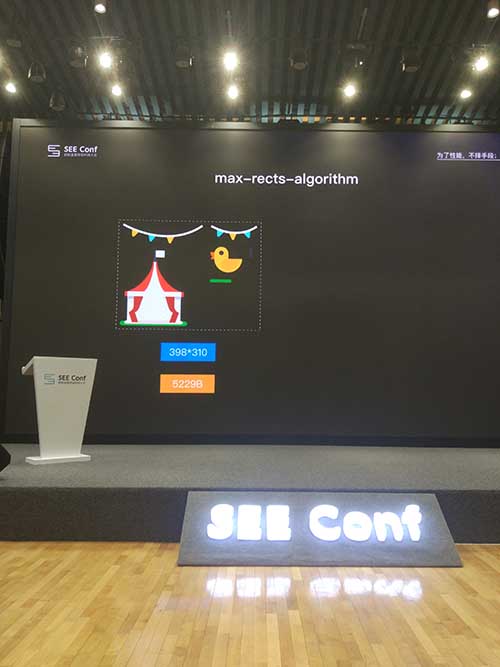 SEE Conf
为了性能，不择手段：
max-rects-algorithm
398*310
5229B
SEE Conf
SEE Conf